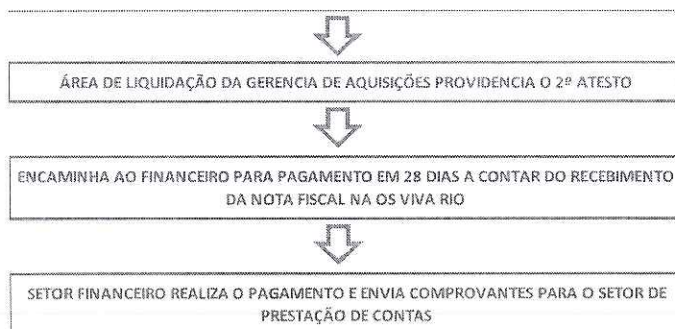 ÁREA DE LIQUIDAÇÃO DA GERENCIA DE AQUISIÇÕES PROVIDENCIA O 2º ATESTO
ENCAMINHA AO FINANCEIRO PARA PAGAMENTO EM 28 DIAS A CONTAR DO RECEBIMENTO
DA NOTA FISCAL NA OS VIVA RIO
SETOR FINANCEIRO REALIZA O PAGAMENTO E ENVIA COMPROVANTES PARA O SETOR DE
PRESTAÇÃO DE CONTAS